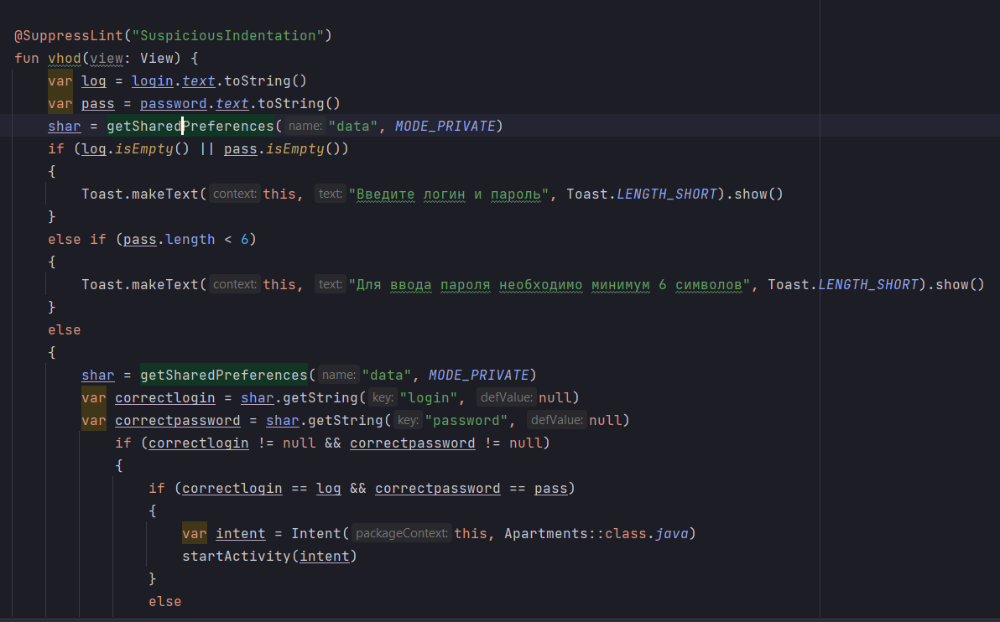 @SuppressLint("SuspiciousIndentation")
fun vhod(view: View) {
    var log = login.text.toString()
    var pass = password.text.toString()
    shar = getSharedPreferences( name: "data", MODE_PRIVATE)
    if (log.isEmpty() || pass.isEmpty())
    {
        Toast.makeText( context: this, text: "Введите логин и пароль", Toast.LENGTH_SHORT).show()
    }
    else if (pass.length < 6)
    {
        Toast.makeText( context: this, text: "Для ввода пароля необходимо минимум 6 символов", Toast.LENGTH_SHORT).show()
    }
    else
    {
        shar = getSharedPreferences( name: "data", MODE_PRIVATE)
        var correctlogin = shar.getString( key: "login", defValue: null)
        var correctpassword = shar.getString( key: "password", defValue: null)
            if (correctlogin != null && correctpassword != null)
            {
                if (correctlogin == log && correctpassword == pass)
                {
                    var intent = Intent( packageContext: this, Apartments::class.java)
                    startActivity(intent)
                }
                else